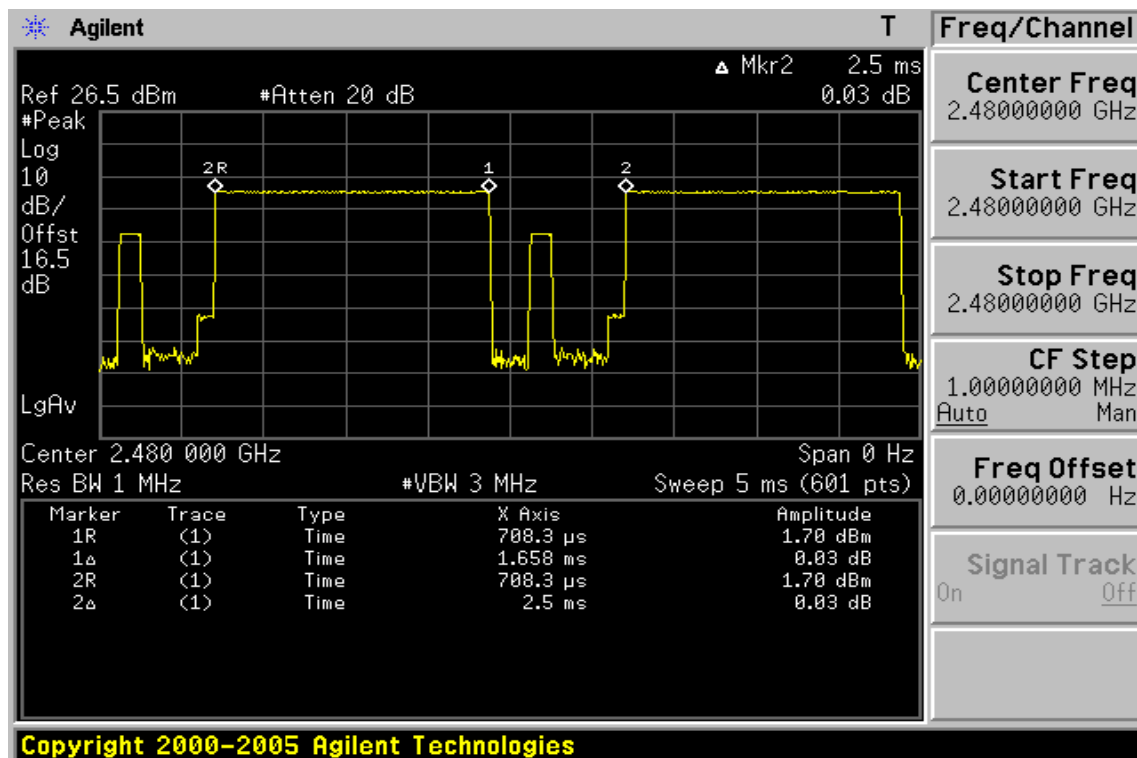 Agilent T
Freq/Channel
Δ Mkr2 2.5 ms
Ref 26.5 dBm #Atten 20 dB 0.03 dB
#Peak
Log
10
dB/
Offst
16.5
dB
LgAv
2R 1 2
Center 2.480 000 GHz Span 0 Hz
Res BW 1 MHz #VBW 3 MHz Sweep 5 ms (601 pts)
Marker Trace Type X Axis Amplitude
1R (1) Time 708.3 µs 1.70 dBm
1Δ (1) Time 1.658 ms 0.03 dB
2R (1) Time 708.3 µs 1.70 dBm
2Δ (1) Time 2.5 ms 0.03 dB
Center Freq
2.48000000 GHz
Start Freq
2.48000000 GHz
Stop Freq
2.48000000 GHz
CF Step
1.00000000 MHz
Auto Man
Freq Offset
0.00000000 Hz
Signal Track
On Off
Copyright 2000-2005 Agilent Technologies